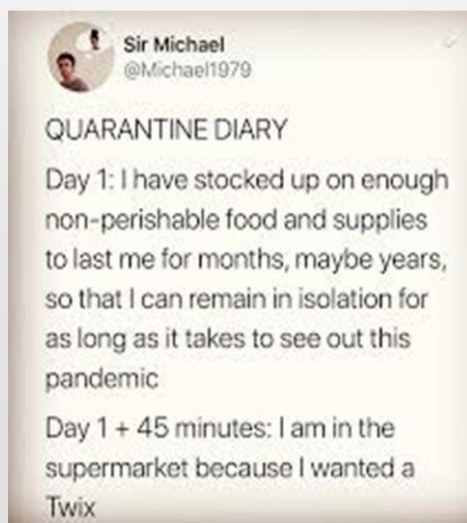 Sir Michael
@Michael1979
QUARANTINE DIARY
Day 1: I have stocked up on enough
non-perishable food and supplies
to last me for months, maybe years,
so that I can remain in isolation for
as long as it takes to see out this
pandemic
Day 1 + 45 minutes: I am in the
supermarket because I wanted a
Twix